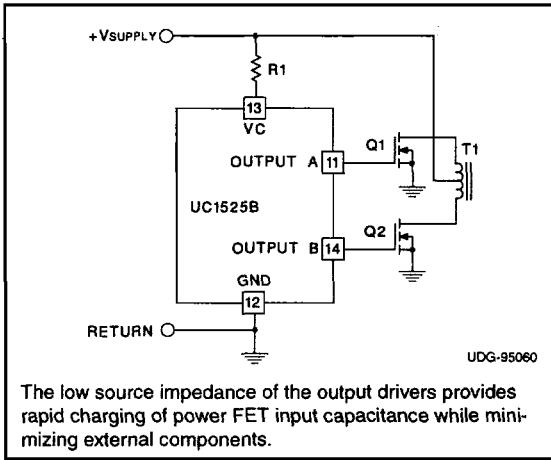 +VSUPPLY
R1
13
VC
OUTPUT A 11
Q1
T1
UC1525B
OUTPUT B 14
Q2
GND
12
RETURN
UDG-95060
The low source impedance of the output drivers provides
rapid charging of power FET input capacitance while mini-
mizing external components.